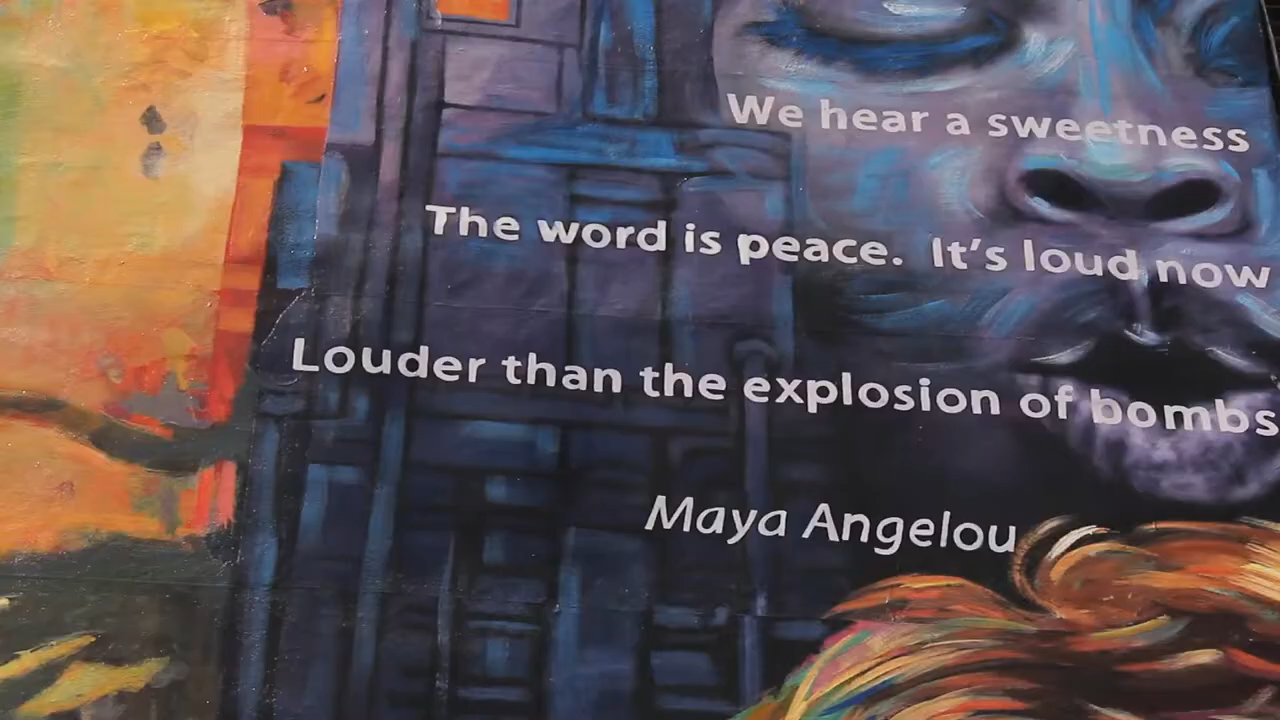 We hear a sweetness
The word is peace. It's loud now
Louder than the explosion of bombs
Maya Angelou